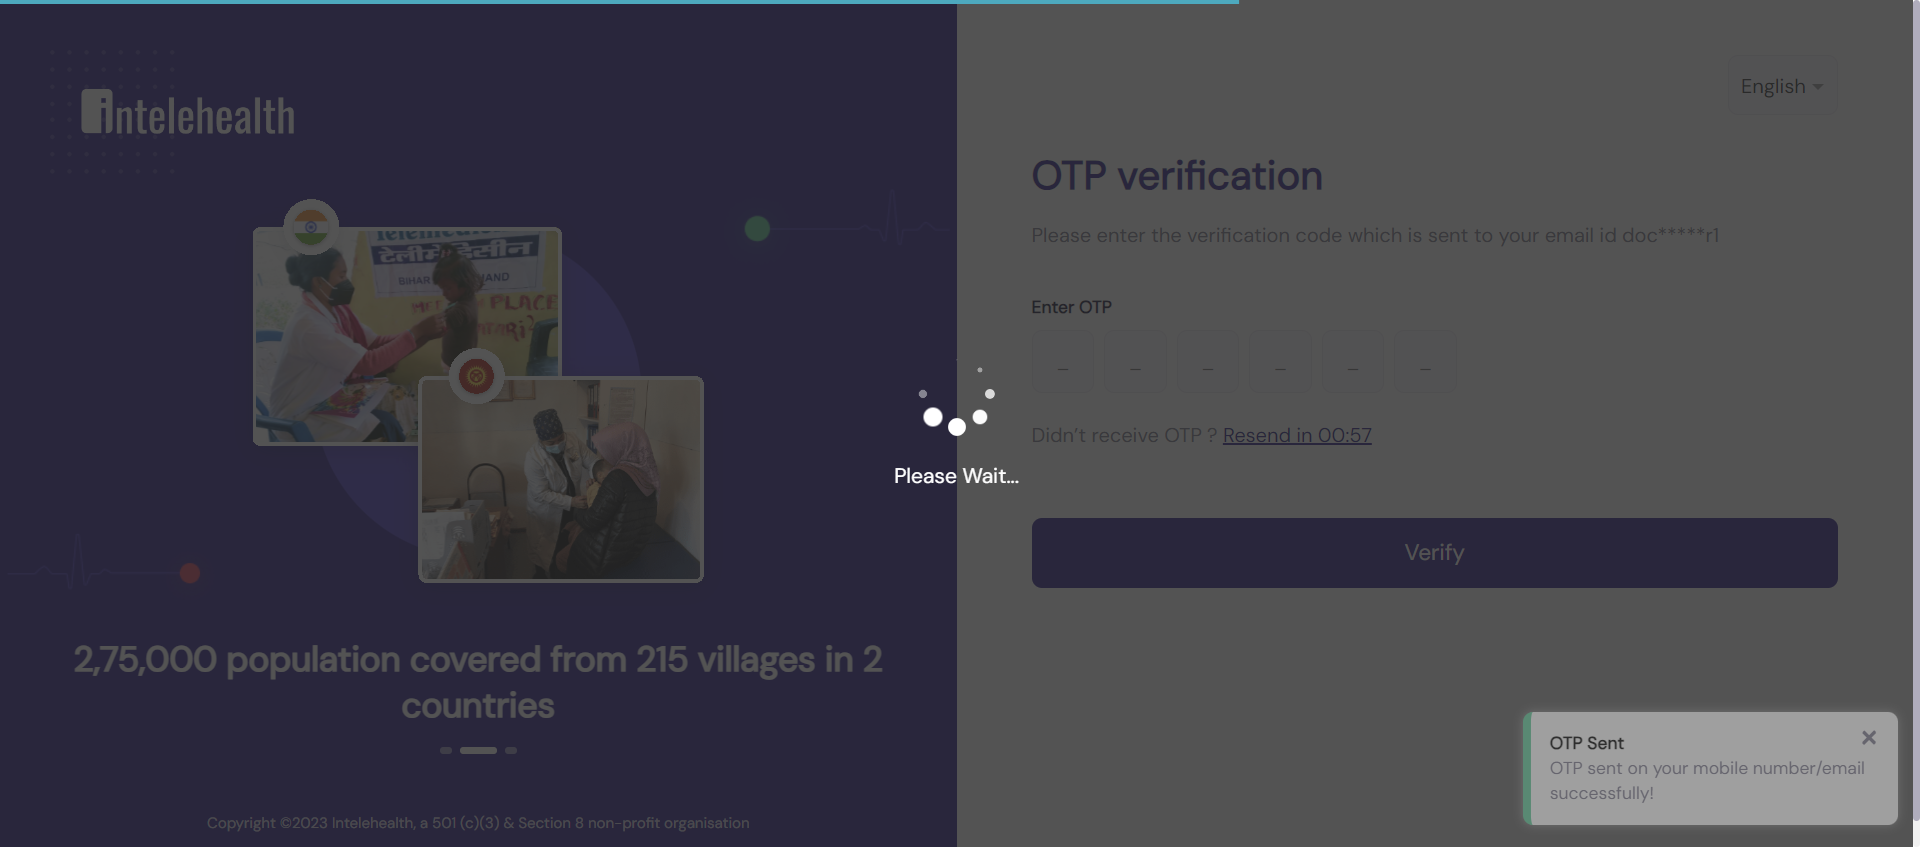 intelehealth
English
OTP verification
Please enter the verification code which is sent to your email id doc*****r1
Enter OTP
– – – – – –
Didn't receive OTP ? Resend in 00:57
Verify
Please Wait...
टेलीमेडिसीन
BIHAR
PLACE
2,75,000 population covered from 215 villages in 2
countries
Copyright ©2023 Intelehealth, a 501 (c)(3) & Section 8 non-profit organisation
OTP Sent
OTP sent on your mobile number/email
successfully!